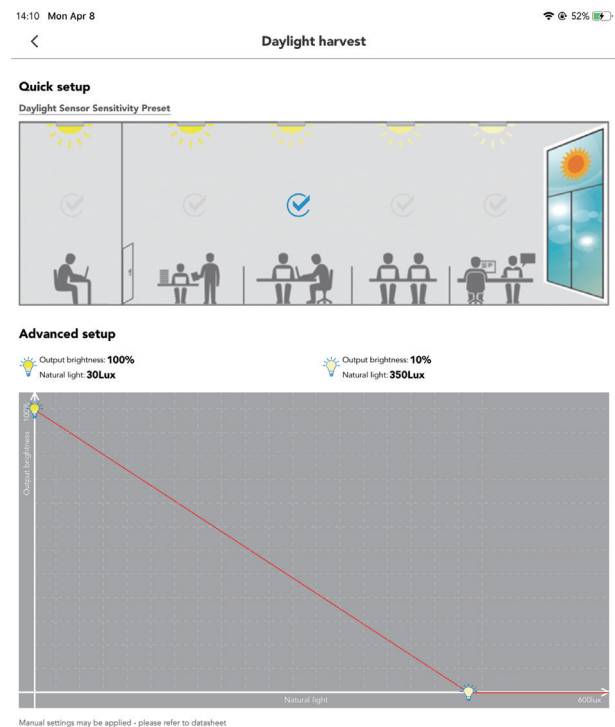 14:10 Mon Apr 8
52%
Daylight harvest
Quick setup
Daylight Sensor Sensitivity Preset
Advanced setup
Output brightness: 100%
Natural light: 30Lux
Output brightness: 10%
Natural light: 350Lux
Output brightness 100%
Natural light
600lux
Manual settings may be applied - please refer to datasheet